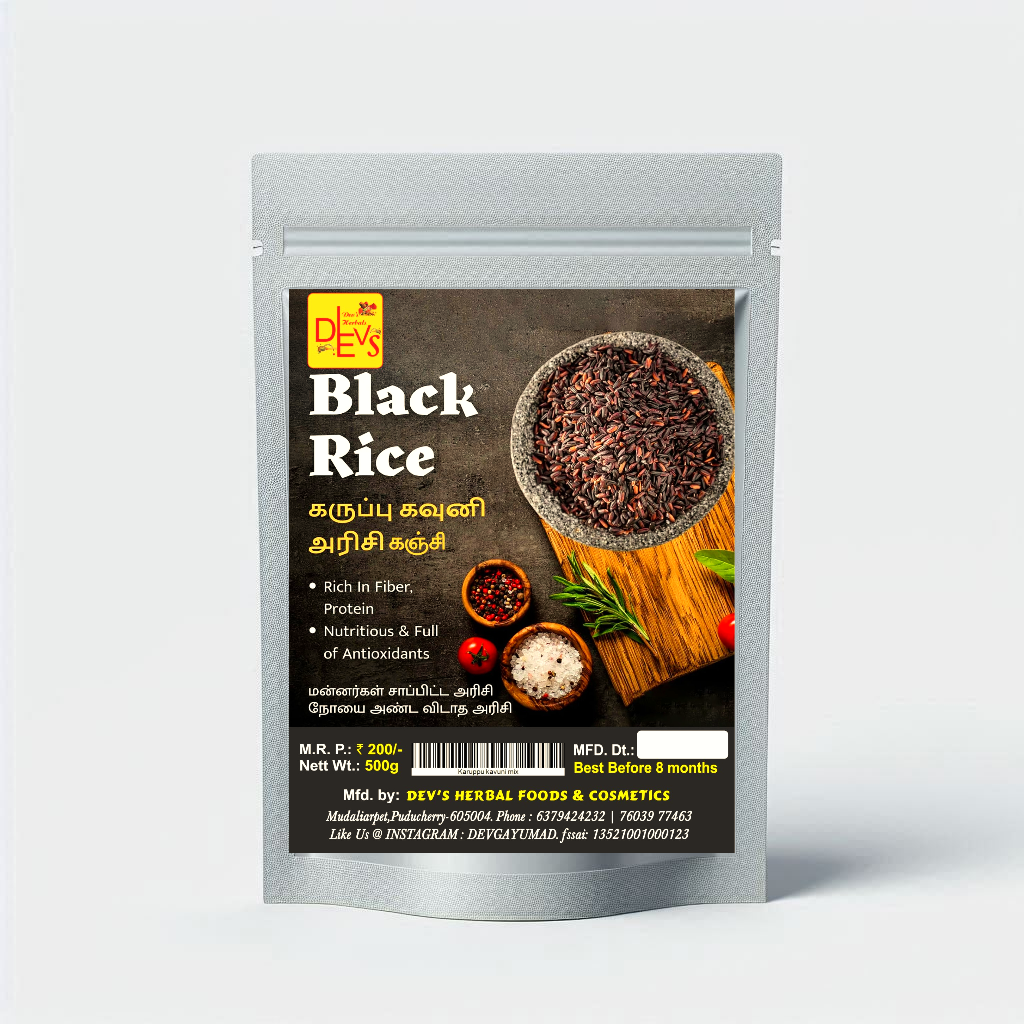 Dev's
Herbals
DEVS
Black
Rice
கருப்பு கவுனி
அரிசி கஞ்சி
• Rich In Fiber,
Protein
• Nutritious & Full
of Antioxidants
மன்னர்கள் சாப்பிட்ட அரிசி
நோயை அண்ட விடாத அரிசி
M.R. P.: ₹ 200/-
Nett Wt.: 500g
Karuppu kavuni mix
MFD. Dt.:
Best Before 8 months
Mfd. by: DEV'S HERBAL FOODS & COSMETICS
Mudaliarpet,Puducherry-605004. Phone : 6379424232 | 76039 77463
Like Us @ INSTAGRAM : DEVGAYUMAD. fssai: 13521001000123